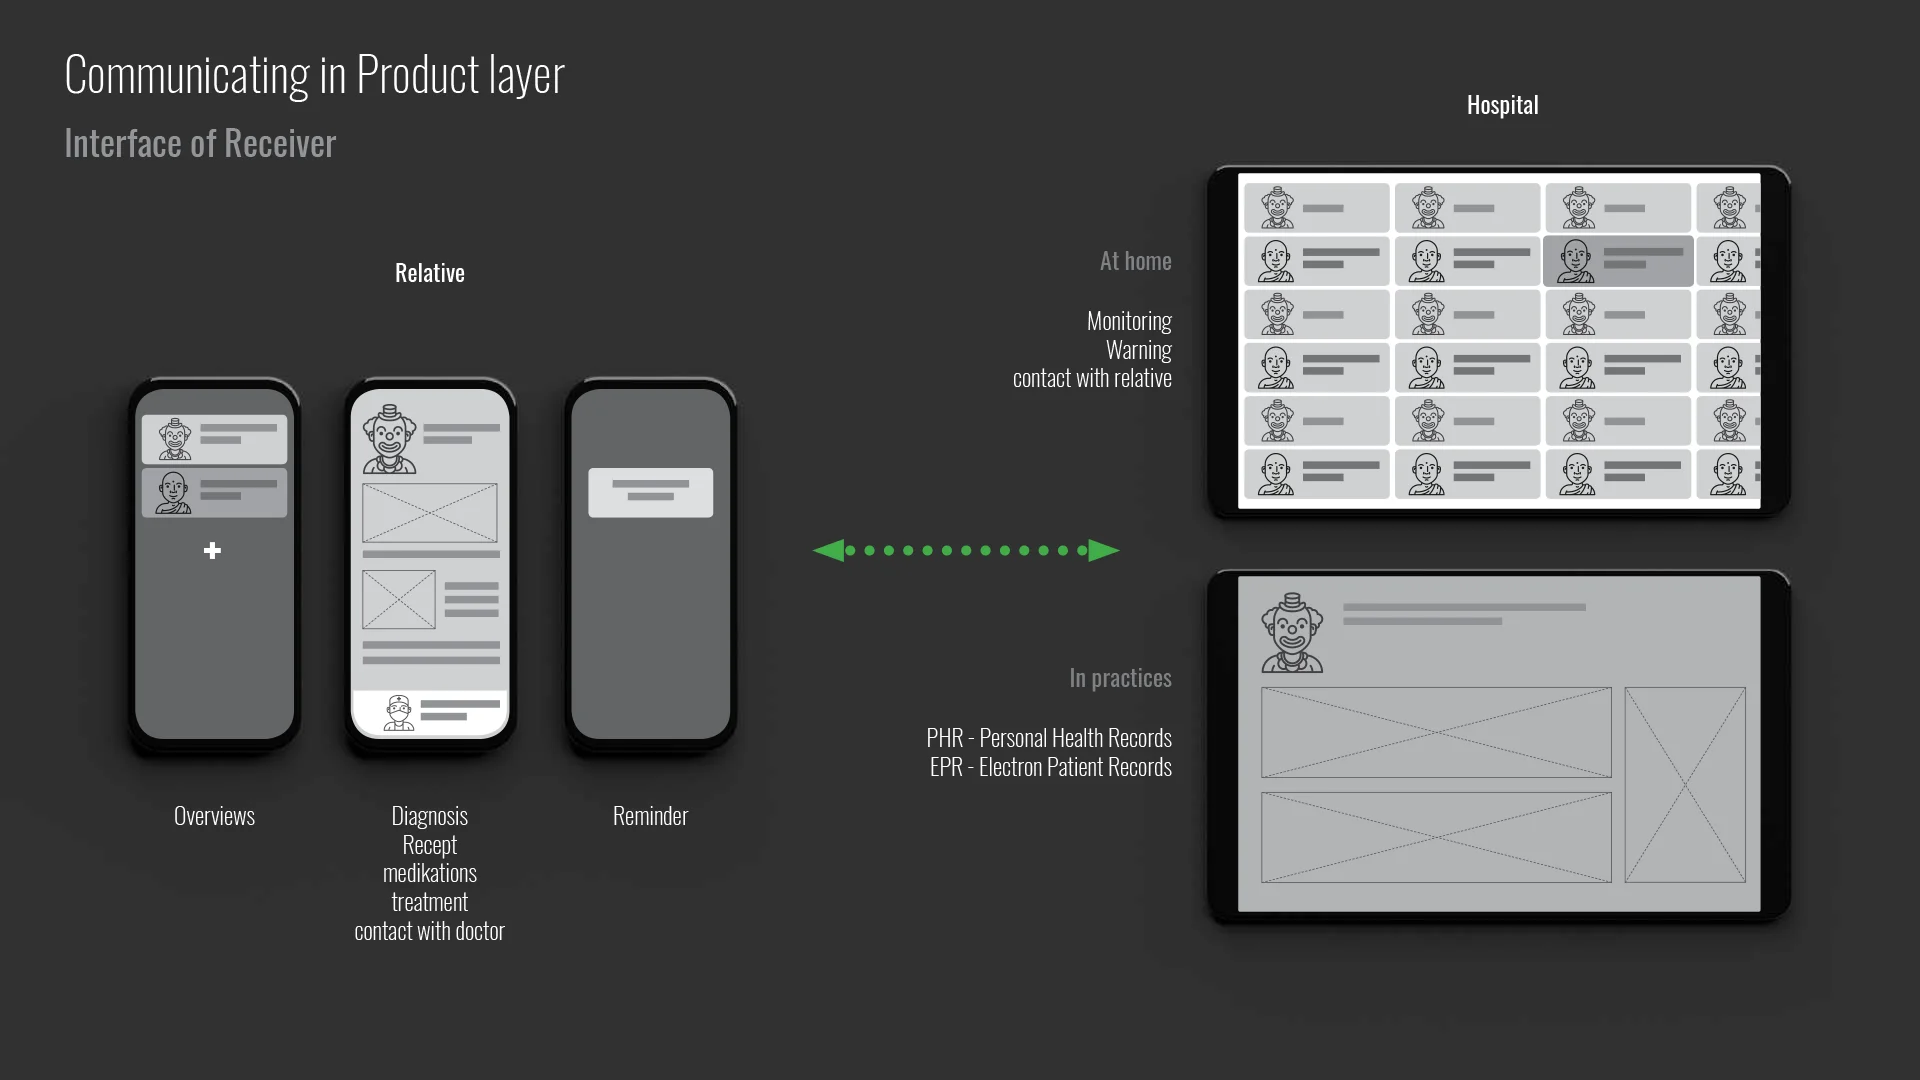 Communicating in Product layer
Interface of Receiver
Relative
Overviews
Diagnosis
Recept
medikations
treatment
contact with doctor
Reminder
Hospital
At home
Monitoring
Warning
contact with relative
In practices
PHR - Personal Health Records
EPR - Electron Patient Records